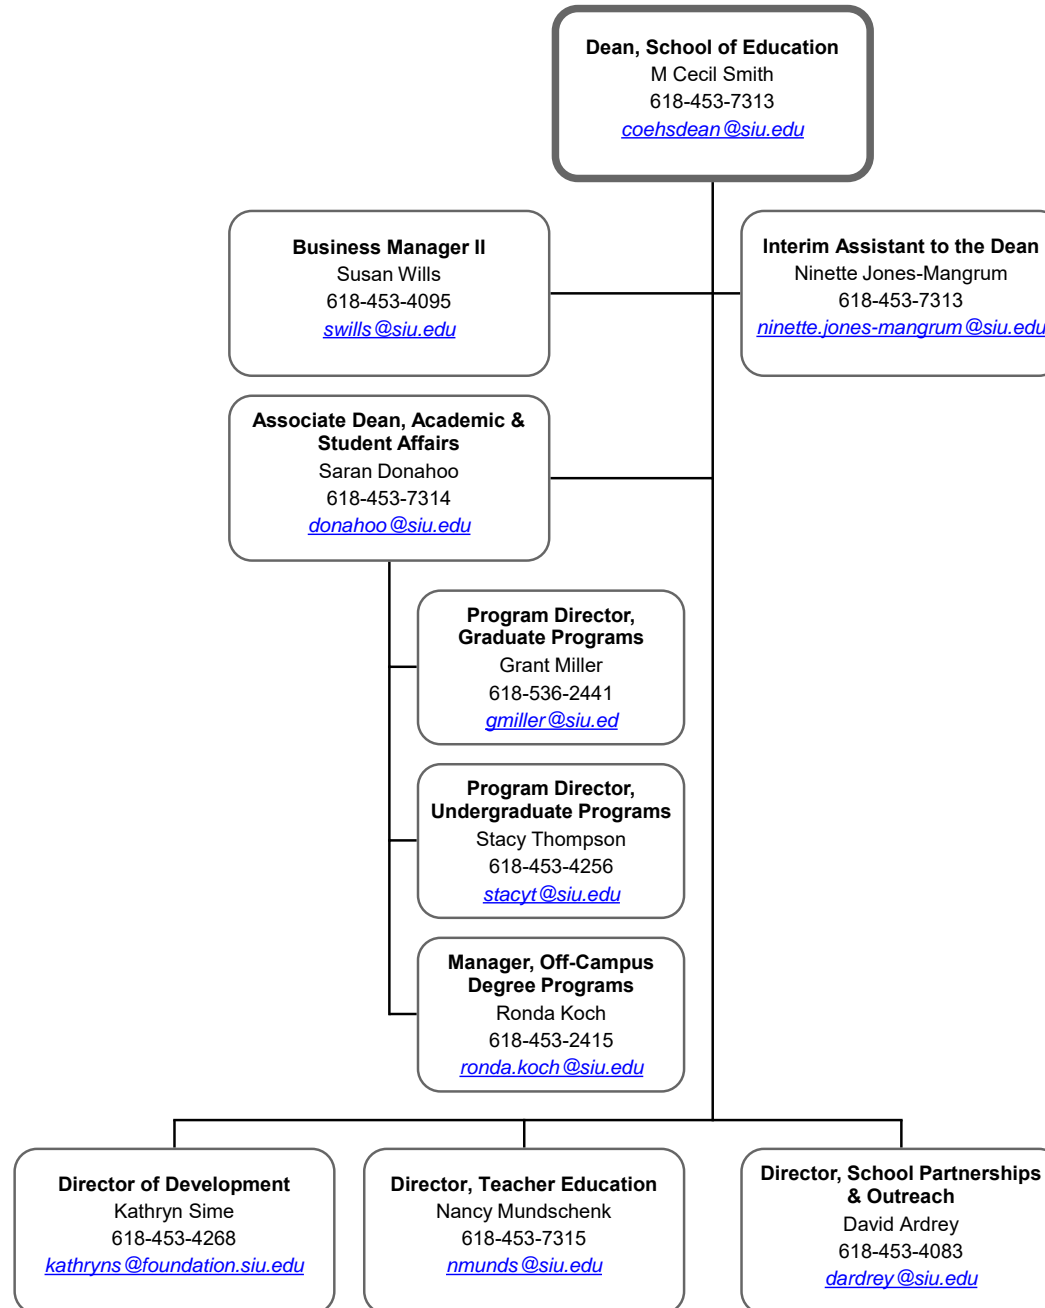 Dean, School of Education
M Cecil Smith
618-453-7313
coehsdean@siu.edu
Business Manager II
Susan Wills
618-453-4095
swills@siu.edu
Interim Assistant to the Dean
Ninette Jones-Mangrum
618-453-7313
ninette.jones-mangrum@siu.edu
Associate Dean, Academic &
Student Affairs
Saran Donahoo
618-453-7314
donahoo@siu.edu
Program Director,
Graduate Programs
Grant Miller
618-536-2441
gmiller@siu.ed
Program Director,
Undergraduate Programs
Stacy Thompson
618-453-4256
stacyt@siu.edu
Manager, Off-Campus
Degree Programs
Ronda Koch
618-453-2415
ronda.koch@siu.edu
Director of Development
Kathryn Sime
618-453-4268
kathryns@foundation.siu.edu
Director, Teacher Education
Nancy Mundschenk
618-453-7315
nmunds@siu.edu
Director, School Partnerships
& Outreach
David Ardrey
618-453-4083
dardrey@siu.edu